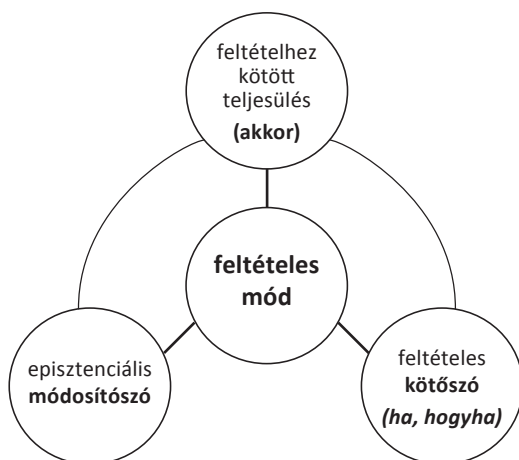 feltételhez
kötött
teljesülés
(akkor)
feltételes
mód
episztenciális
módosítószó
feltételes
kötőszó
(ha, hogyha)